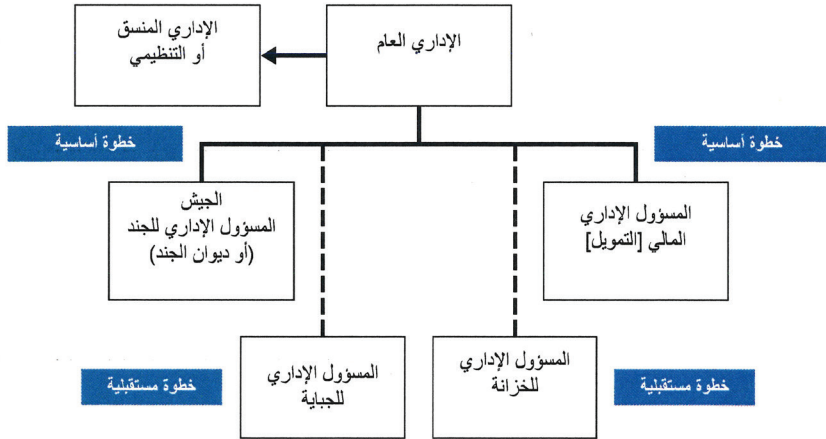 الإداري العام
الإداري المنسق
أو التنظيمي
خطوة أساسية
خطوة أساسية
المسؤول الإداري
المالي [التمويل]
الجيش
المسؤول الإداري للجند
(أو ديوان الجند)
خطوة مستقبلية
المسؤول الإداري
للخزانة
المسؤول الإداري
للجباية
خطوة مستقبلية